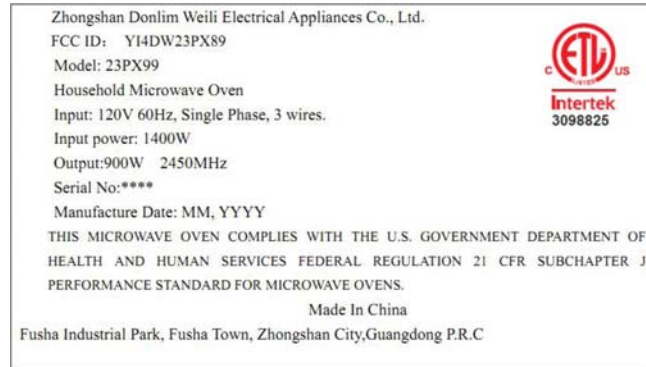 Zhongshan Donlim Weili Electrical Appliances Co., Ltd.
FCC ID: YI4DW23PX89
Model: 23PX99
Household Microwave Oven
Input: 120V 60Hz, Single Phase, 3 wires.
Input power: 1400W
Output:900W 2450MHz
Serial No:****
Manufacture Date: MM, YYYY
THIS MICROWAVE OVEN COMPLIES WITH THE U.S. GOVERNMENT DEPARTMENT OF
HEALTH AND HUMAN SERVICES FEDERAL REGULATION 21 CFR SUBCHAPTER J
PERFORMANCE STANDARD FOR MICROWAVE OVENS.
Made In China
Fusha Industrial Park, Fusha Town, Zhongshan City,Guangdong P.R.C
ETL
LISTED
C US
Intertek
3098825